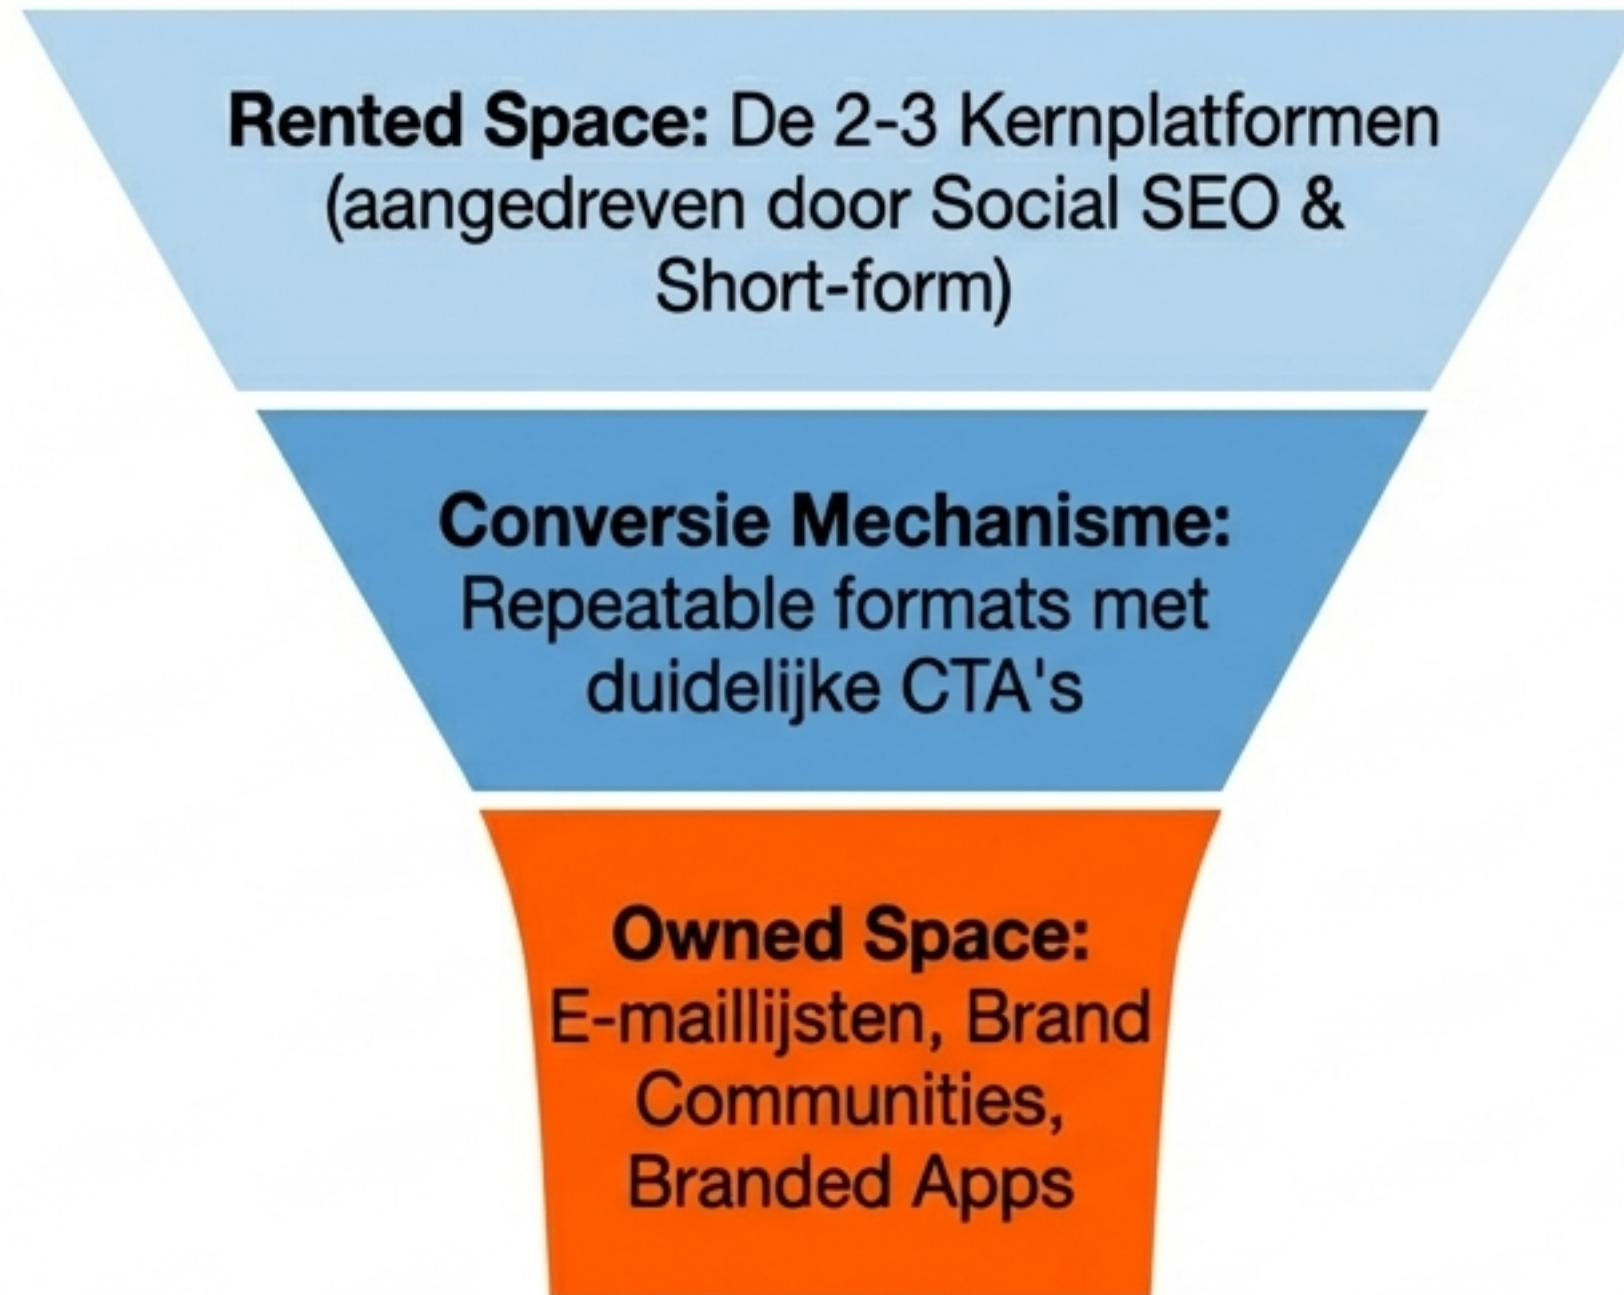 Rented Space: De 2-3 Kernplatformen
(aangedreven door Social SEO &
Short-form)
Conversie Mechanisme:
Repeatable formats met
duidelijke CTA's
Owned Space:
E-maillijsten, Brand
Communities,
Branded Apps